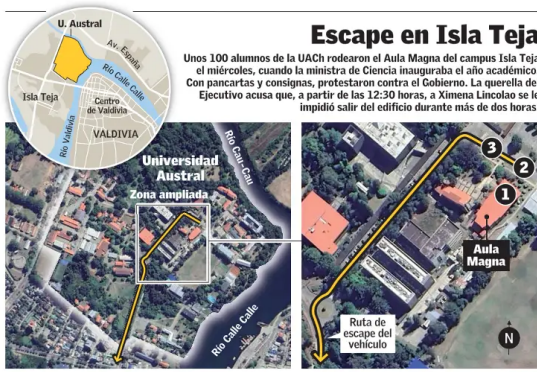 Escape en Isla Teja
Unos 100 alumnos de la UACh rodearon el Aula Magna del campus Isla Teja
el miércoles, cuando la ministra de Ciencia inauguraba el año académico
Con pancartas y consignas, protestaron contra el Gobierno. La querella de
Ejecutivo acusa que, a partir de las 12:30 horas, a Ximena Lincolao se le
impidió salir del edificio durante más de dos horas
U. Austral
Av. España
Río Calle Calle
Isla Teja
Centro
de Valdivia
VALDIVIA
Río Valdivia
Universidad
Austral
Zona ampliada
Río Cau-Cau
Río Calle Calle
3
2
1
Aula
Magna
Ruta de
escape del
vehículo
N